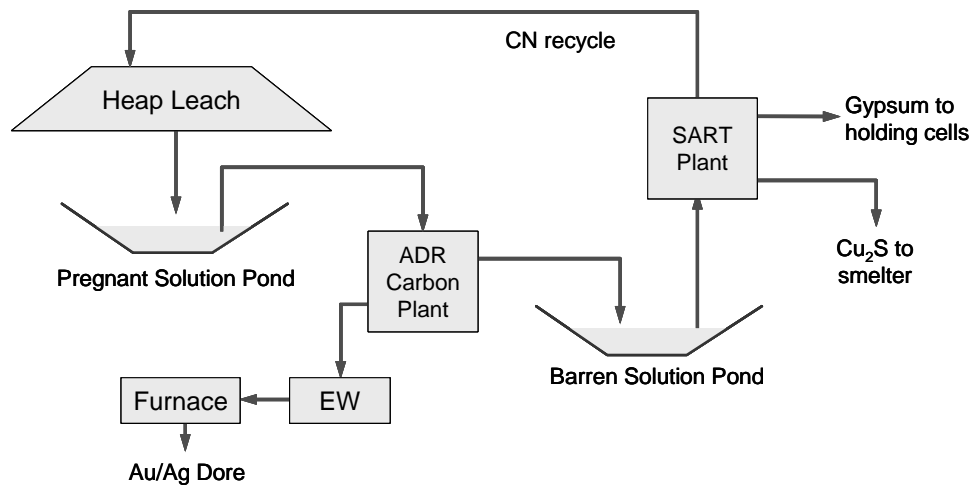 CN recycle
Heap Leach
SART
Plant
Gypsum to
holding cells
Pregnant Solution Pond
ADR
Carbon
Plant
Cu₂S to
smelter
Barren Solution Pond
Furnace
EW
Au/Ag Dore